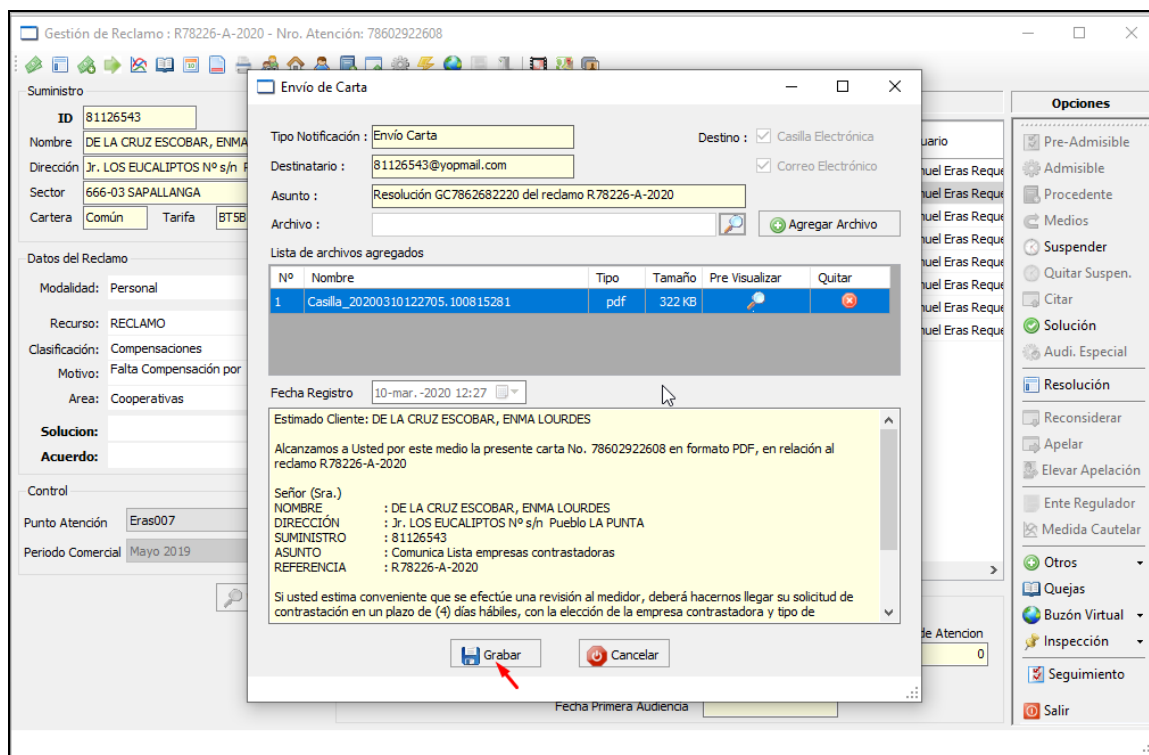 Gestión de Reclamo : R78226-A-2020 - Nro. Atención: 78602922608
Suministro
ID 81126543
Nombre DE LA CRUZ ESCOBAR, ENMA
Dirección Jr. LOS EUCALIPTOS Nº s/n
Sector 666-03 SAPALLANGA
Cartera Común Tarifa BT5B
Datos del Reclamo
Modalidad: Personal
Recurso: RECLAMO
Clasificación: Compensaciones
Motivo: Falta Compensación por
Area: Cooperativas
Solucion:
Acuerdo:
Control
Punto Atención Eras007
Periodo Comercial Mayo 2019
Envío de Carta
Tipo Notificación : Envío Carta
Destino : Casilla Electrónica
Destinatario : 81126543@yopmail.com
Correo Electrónico
Asunto : Resolución GC7862682220 del reclamo R78226-A-2020
Archivo :
Agregar Archivo
Lista de archivos agregados
Nº Nombre Tipo Tamaño Pre Visualizar Quitar
1 Casilla_20200310122705.100815281 pdf 322 KB
Fecha Registro 10-mar.-2020 12:27
Estimado Cliente: DE LA CRUZ ESCOBAR, ENMA LOURDES
Alcanzamos a Usted por este medio la presente carta No. 78602922608 en formato PDF, en relación al
reclamo R78226-A-2020
Señor (Sra.)
NOMBRE : DE LA CRUZ ESCOBAR, ENMA LOURDES
DIRECCIÓN : Jr. LOS EUCALIPTOS Nº s/n Pueblo LA PUNTA
SUMINISTRO : 81126543
ASUNTO : Comunica Lista empresas contrastadoras
REFERENCIA : R78226-A-2020
Si usted estima conveniente que se efectúe una revisión al medidor, deberá hacernos llegar su solicitud de
contrastación en un plazo de (4) días hábiles, con la elección de la empresa contrastadora y tipo de
Grabar
Cancelar
Fecha Primera Audiencia
uario
uel Eras Reque
nuel Eras Reque
nuel Eras Reque
nuel Eras Reque
nuel Eras Reque
nuel Eras Reque
nuel Eras Reque
nuel Eras Reque
de Atencion
0
Opciones
Pre-Admisible
Admisible
Procedente
Medios
Suspender
Quitar Suspen.
Citar
Solución
Audi. Especial
Resolución
Reconsiderar
Apelar
Elevar Apelación
Ente Regulador
Medida Cautelar
Otros
Quejas
Buzón Virtual
Inspección
Seguimiento
Salir